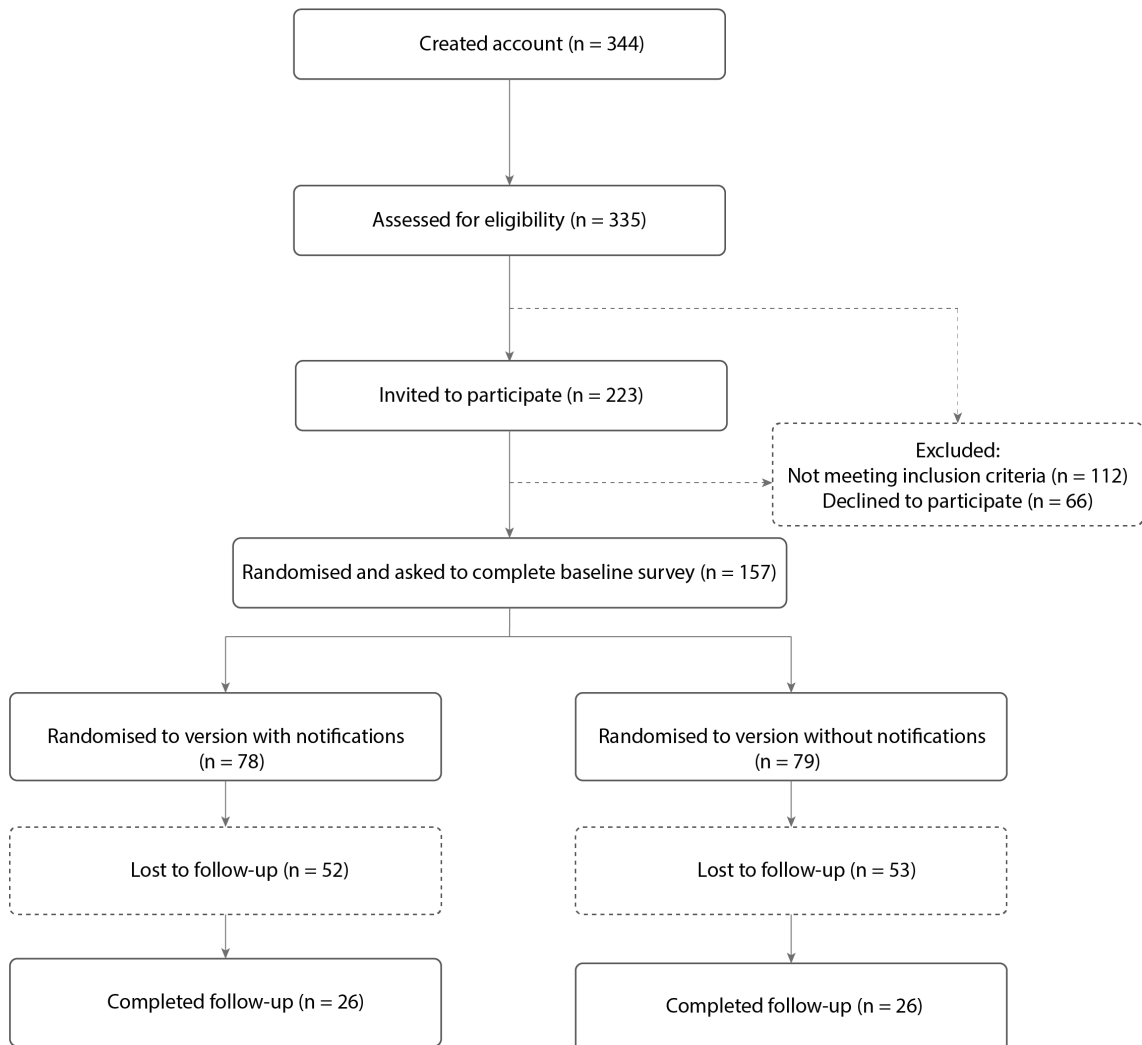 Created account (n = 344)
Assessed for eligibility (n = 335)
Invited to participate (n = 223)
Excluded:
Not meeting inclusion criteria (n = 112)
Declined to participate (n = 66)
Randomised and asked to complete baseline survey (n = 157)
Randomised to version with notifications
(n = 78)
Randomised to version without notifications
(n = 79)
Lost to follow-up (n = 52)
Lost to follow-up (n = 53)
Completed follow-up (n = 26)
Completed follow-up (n = 26)